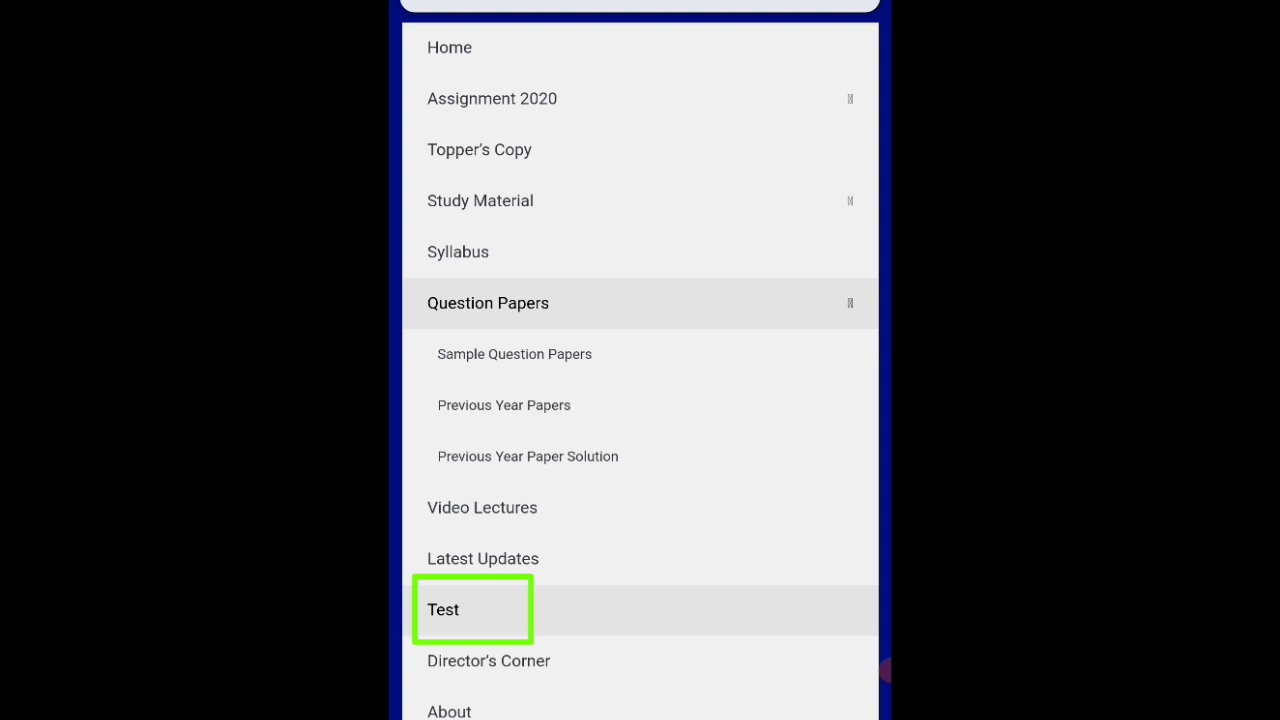 Home
Assignment 2020
Topper's Copy
Study Material
Syllabus
Question Papers
Sample Question Papers
Previous Year Papers
Previous Year Paper Solution
Video Lectures
Latest Updates
Test
Director's Corner
About